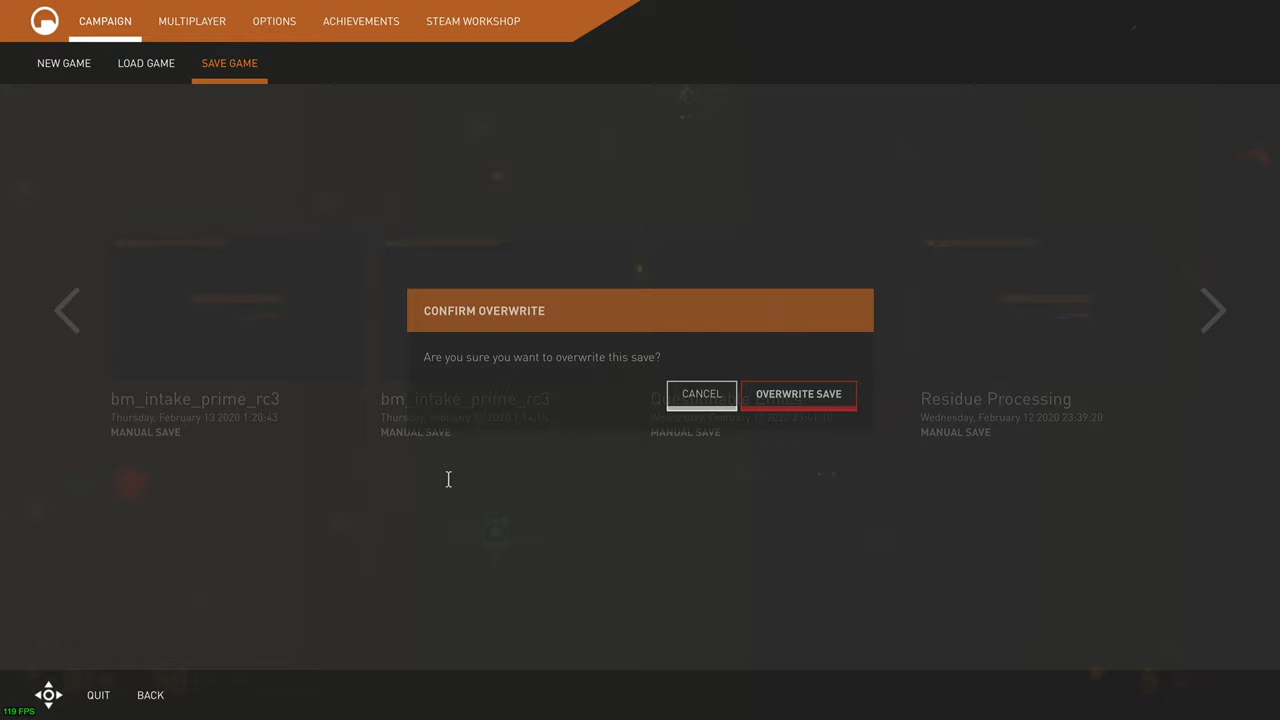 CAMPAIGN MULTIPLAYER OPTIONS ACHIEVEMENTS STEAM WORKSHOP
NEW GAME LOAD GAME SAVE GAME
CONFIRM OVERWRITE
Are you sure you want to overwrite this save?
CANCEL OVERWRITE SAVE
bm_intake_prime_rc3
Thursday, February 13 2020 1:20:43
MANUAL SAVE
bm_intake_prime_rc3
MANUAL SAVE
MANUAL SAVE
Residue Processing
Wednesday, February 12 2020 23:39:20
MANUAL SAVE
QUIT BACK
119 FPS